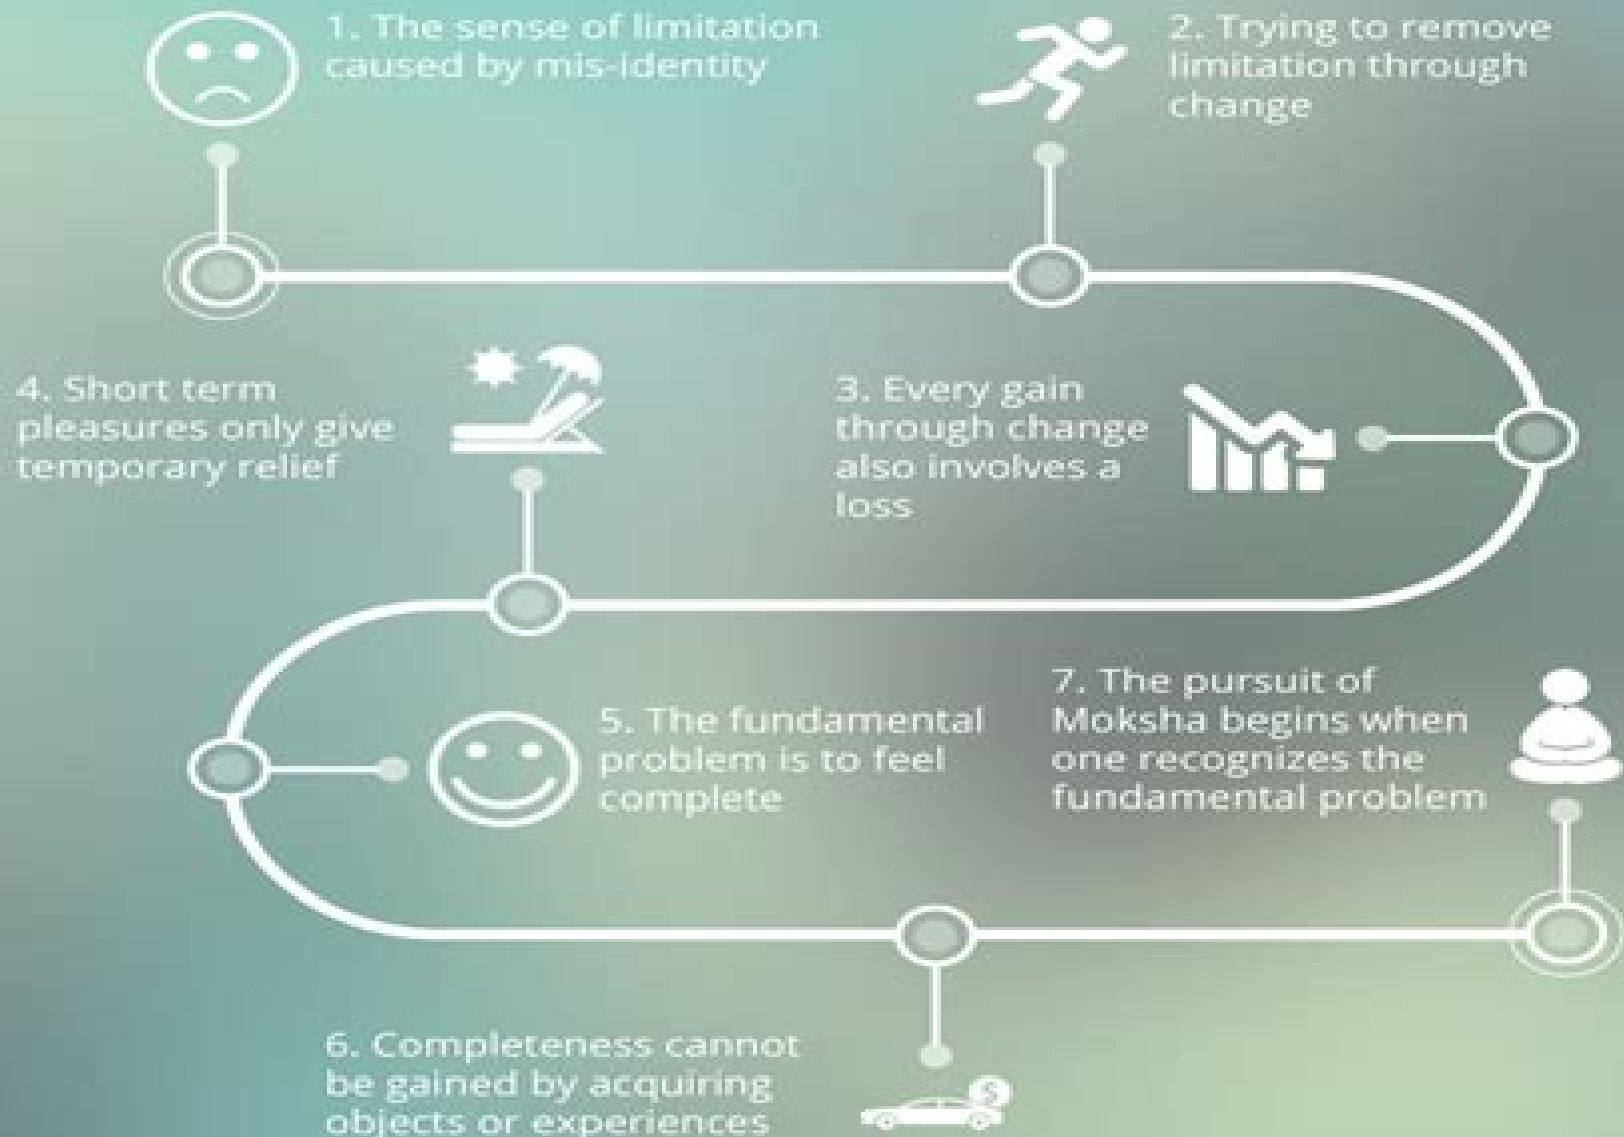 1. The sense of limitation
caused by mis-identity
2. Trying to remove
limitation through
change
3. Every gain
through change
also involves a
loss
4. Short term
pleasures only give
temporary relief
5. The fundamental
problem is to feel
complete
6. Completeness cannot
be gained by acquiring
objects or experiences
$
7. The pursuit of
Moksha begins when
one recognizes the
fundamental problem